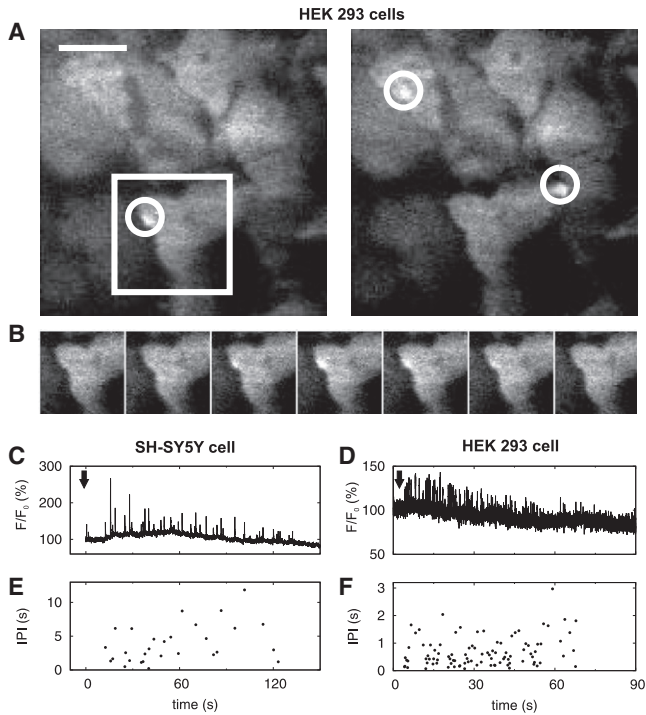 HEK 293 cells
A
B
C
SH-SY5Y cell
300
200
100
F/F0 (%)
D
HEK 293 cell
150
100
50
F/F0 (%)
E
10
5
0
IPI (s)
0
60
120
time (s)
F
3
2
1
0
IPI (s)
0
30
60
90
time (s)